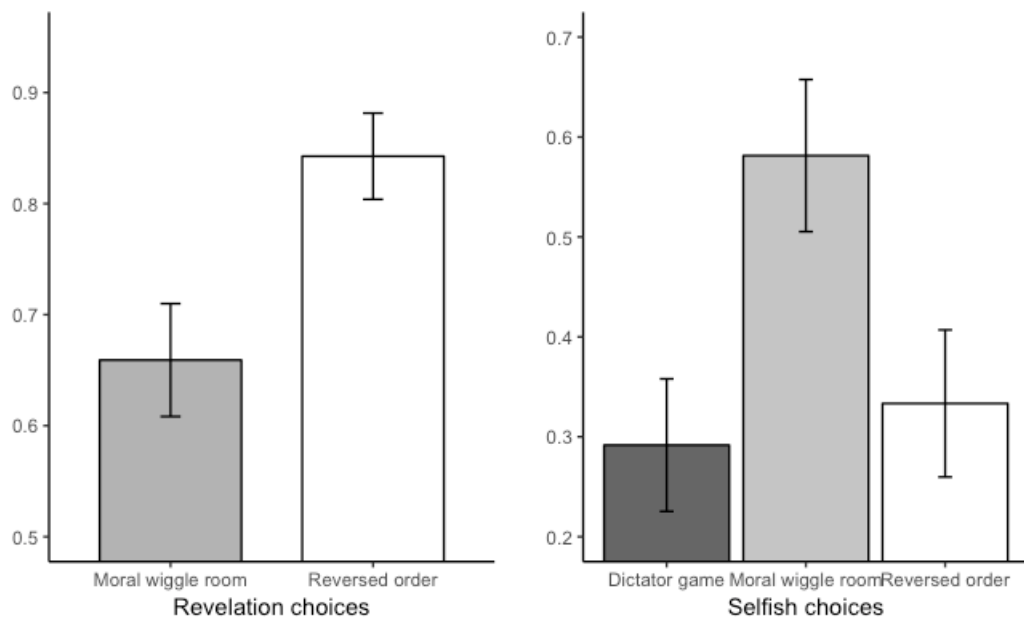 0.9
0.8
0.7
0.6
0.5
Moral wiggle room Reversed order
Revelation choices
0.7
0.6
0.5
0.4
0.3
0.2
Dictator game Moral wiggle room Reversed order
Selfish choices